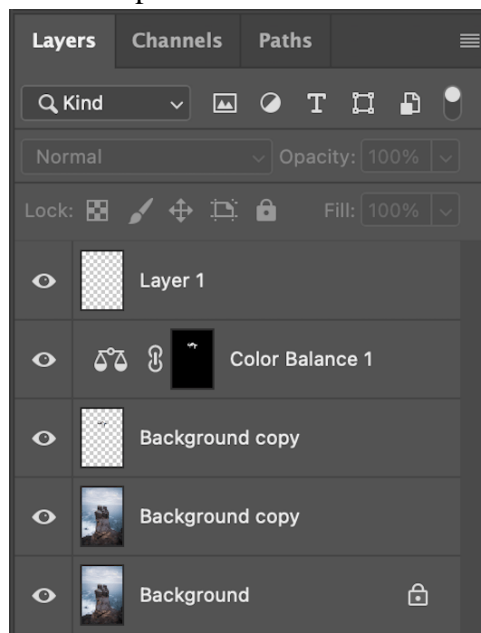 Layers Channels Paths
Kind
Normal Opacity: 100%
Lock: Fill: 100%
Layer 1
Color Balance 1
Background copy
Background copy
Background